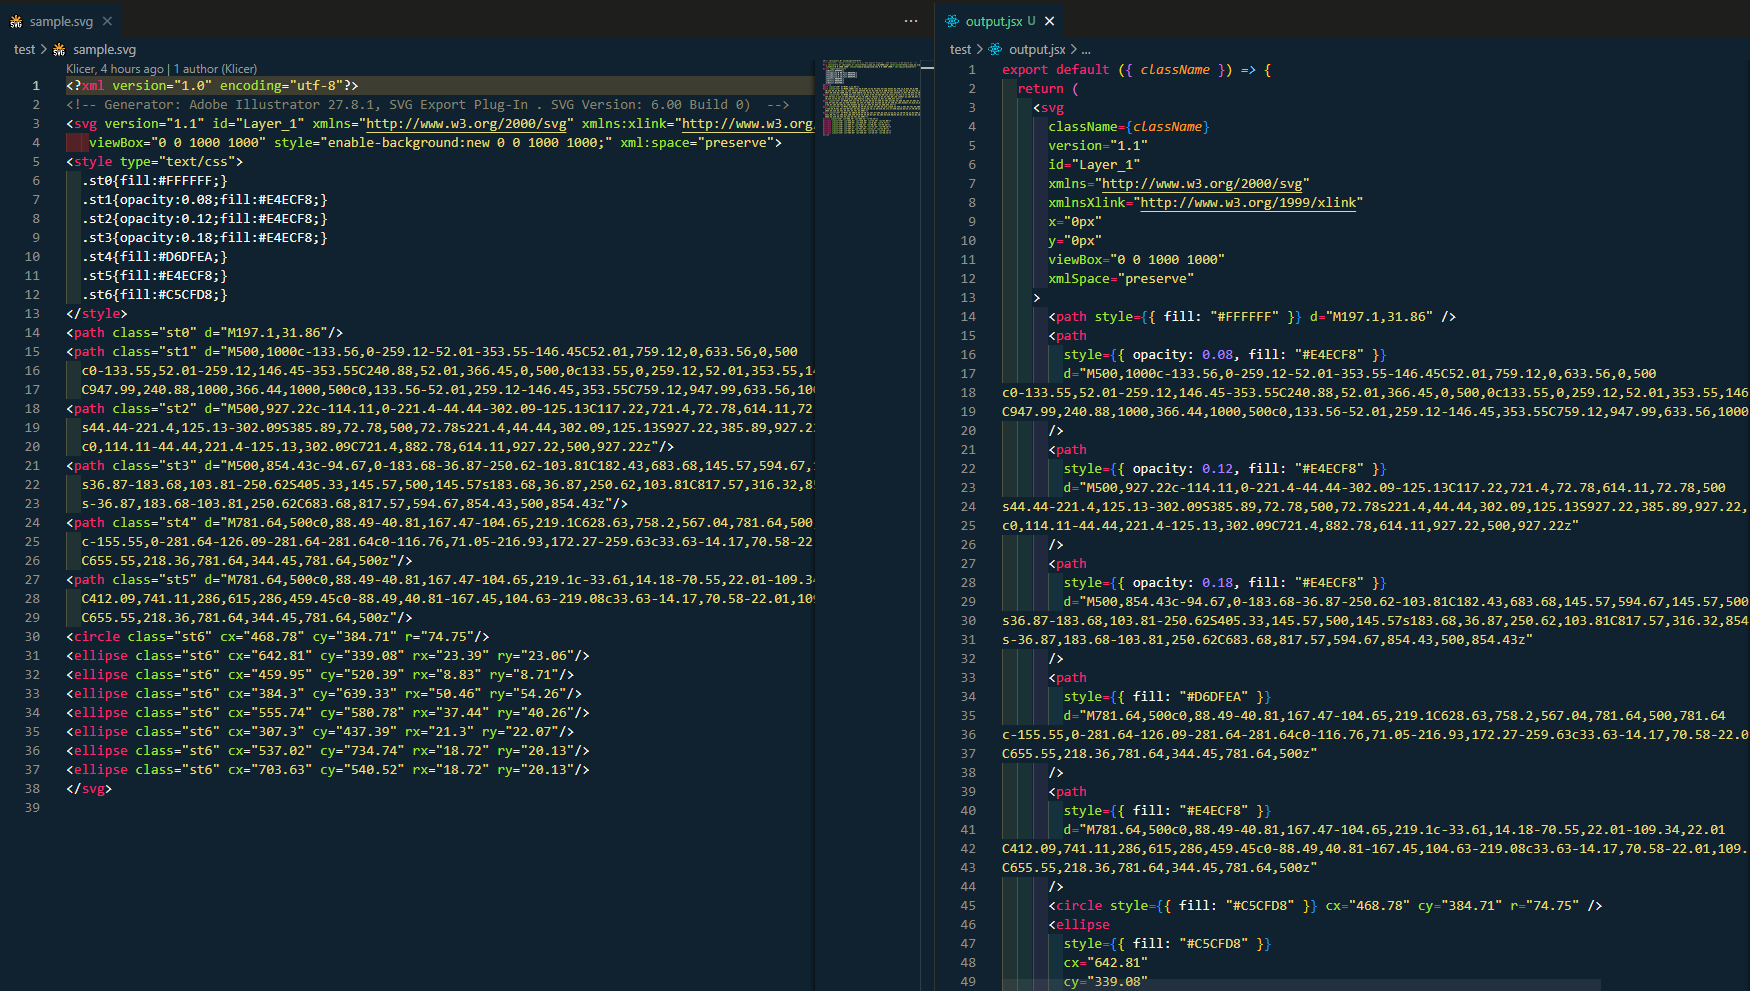 sample.svg
test > sample.svg
Klicer, 4 hours ago | 1 author (Klicer)
1 <?xml version="1.0" encoding="utf-8"?>
2 <!-- Generator: Adobe Illustrator 27.8.1, SVG Export Plug-In . SVG Version: 6.00 Build 0)  -->
3 <svg version="1.1" id="Layer_1" xmlns="http://www.w3.org/2000/svg" xmlns:xlink="http://www.w3.org.
4 viewBox="0 0 1000 1000" style="enable-background:new 0 0 1000 1000;" xml:space="preserve">
5 <style type="text/css">
6 .st0{fill:#FFFFFF;}
7 .st1{opacity:0.08;fill:#E4ECF8;}
8 .st2{opacity:0.12;fill:#E4ECF8;}
9 .st3{opacity:0.18;fill:#E4ECF8;}
10 .st4{fill:#D6DFEA;}
11 .st5{fill:#E4ECF8;}
12 .st6{fill:#C5CFD8;}
13 </style>
14 <path class="st0" d="M197.1,31.86"/>
15 <path class="st1" d="M500,1000c-133.56,0-259.12-52.01-353.55-146.45C52.01,759.12,0,633.56,0,500
16 c0-133.55,52.01-259.12,146.45-353.55C240.88,52.01,366.45,0,500,0c133.55,0,259.12,52.01,353.55,14
17 C947.99,240.88,1000,366.44,1000,500c0,133.56-52.01,259.12-146.45,353.55C759.12,947.99,633.56,10
18 <path class="st2" d="M500,927.22c-114.11,0-221.4-44.44-302.09-125.13C117.22,721.4,72.78,614.11,72
19 s44.44-221.4,125.13-302.09S385.89,72.78,500,72.78s221.4,44.44,302.09,125.13S927.22,385.89,927.2
20 c0,114.11-44.44,221.4-125.13,302.09C721.4,882.78,614.11,927.22,500,927.22z"/>
21 <path class="st3" d="M500,854.43c-94.67,0-183.68-36.87-250.62-103.81C182.43,683.68,145.57,594.67,
22 s36.87-183.68,103.81-250.62S405.33,145.57,500,145.57s183.68,36.87,250.62,103.81C817.57,316.32,8
23 s-36.87,183.68-103.81,250.62C683.68,817.57,594.67,854.43,500,854.43z"/>
24 <path class="st4" d="M781.64,500c0,88.49-40.81,167.47-104.65,219.1C628.63,758.2,567.04,781.64,500
25 c-155.55,0-281.64-126.09-281.64-281.64c0-116.76,71.05-216.93,172.27-259.63c33.63-14.17,70.58-22
26 C655.55,218.36,781.64,344.45,781.64,500z"/>
27 <path class="st5" d="M781.64,500c0,88.49-40.81,167.47-104.65,219.1c-33.61,14.18-70.55,22.01-109.34
28 C412.09,741.11,286,615,286,459.45c0-88.49,40.81-167.45,104.63-219.08c33.63-14.17,70.58-22.01,10
29 C655.55,218.36,781.64,344.45,781.64,500z"/>
30 <circle class="st6" cx="468.78" cy="384.71" r="74.75"/>
31 <ellipse class="st6" cx="642.81" cy="339.08" rx="23.39" ry="23.06"/>
32 <ellipse class="st6" cx="459.95" cy="520.39" rx="8.83" ry="8.71"/>
33 <ellipse class="st6" cx="384.3" cy="639.33" rx="50.46" ry="54.26"/>
34 <ellipse class="st6" cx="555.74" cy="580.78" rx="37.44" ry="40.26"/>
35 <ellipse class="st6" cx="307.3" cy="437.39" rx="21.3" ry="22.07"/>
36 <ellipse class="st6" cx="537.02" cy="734.74" rx="18.72" ry="20.13"/>
37 <ellipse class="st6" cx="703.63" cy="540.52" rx="18.72" ry="20.13"/>
38 </svg>
39
output.jsx U
test > output.jsx > ...
1 export default ({ className }) => {
2 return (
3 <svg
4 className={className}
5 version="1.1"
6 id="Layer_1"
7 xmlns="http://www.w3.org/2000/svg"
8 xmlnsXlink="http://www.w3.org/1999/xlink"
9 x="0px"
10 y="0px"
11 viewBox="0 0 1000 1000"
12 xmlSpace="preserve"
13 >
14 <path style={{ fill: "#FFFFFF" }} d="M197.1,31.86" />
15 <path
16 style={{ opacity: 0.08, fill: "#E4ECF8" }}
17 d="M500,1000c-133.56,0-259.12-52.01-353.55-146.45C52.01,759.12,0,633.56,0,500
18 c0-133.55,52.01-259.12,146.45-353.55C240.88,52.01,366.45,0,500,0c133.55,0,259.12,52.01,353.55,146
19 C947.99,240.88,1000,366.44,1000,500c0,133.56-52.01,259.12-146.45,353.55C759.12,947.99,633.56,1000
20 />
21 <path
22 style={{ opacity: 0.12, fill: "#E4ECF8" }}
23 d="M500,927.22c-114.11,0-221.4-44.44-302.09-125.13C117.22,721.4,72.78,614.11,72.78,500
24 s44.44-221.4,125.13-302.09S385.89,72.78,500,72.78s221.4,44.44,302.09,125.13S927.22,385.89,927.22,
25 c0,114.11-44.44,221.4-125.13,302.09C721.4,882.78,614.11,927.22,500,927.22z"
26 />
27 <path
28 style={{ opacity: 0.18, fill: "#E4ECF8" }}
29 d="M500,854.43c-94.67,0-183.68-36.87-250.62-103.81C182.43,683.68,145.57,594.67,145.57,500
30 s36.87-183.68,103.81-250.62S405.33,145.57,500,145.57s183.68,36.87,250.62,103.81C817.57,316.32,854
31 s-36.87,183.68-103.81,250.62C683.68,817.57,594.67,854.43,500,854.43z"
32 />
33 <path
34 style={{ fill: "#D6DFEA" }}
35 d="M781.64,500c0,88.49-40.81,167.47-104.65,219.1C628.63,758.2,567.04,781.64,500,781.64
36 c-155.55,0-281.64-126.09-281.64-281.64c0-116.76,71.05-216.93,172.27-259.63c33.63-14.17,70.58-22.0
37 C655.55,218.36,781.64,344.45,781.64,500z"
38 />
39 <path
40 style={{ fill: "#E4ECF8" }}
41 d="M781.64,500c0,88.49-40.81,167.47-104.65,219.1c-33.61,14.18-70.55,22.01-109.34,22.01
42 C412.09,741.11,286,615,286,459.45c0-88.49,40.81-167.45,104.63-219.08c33.63-14.17,70.58-22.01,109.
43 C655.55,218.36,781.64,344.45,781.64,500z"
44 />
45 <circle style={{ fill: "#C5CFD8" }} cx="468.78" cy="384.71" r="74.75" />
46 <ellipse
47 style={{ fill: "#C5CFD8" }}
48 cx="642.81"
49 cy="339.08"